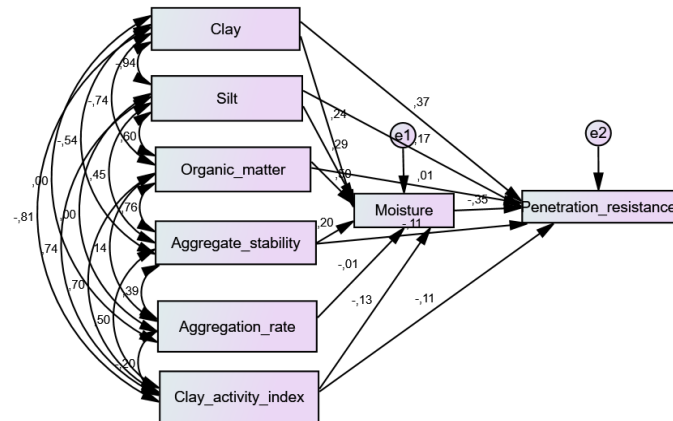 Clay
-,94
,37
-,74
Silt
,24
e1
,17
e2
-,54
,60
,29
,01
,45
Organic_matter
,00
-,81
,00
,76
Moisture
-,35
Penetration_resistance
,20
-,11
Aggregate_stability
,74
,14
-,01
,70
,39
-,13
-,11
Aggregation_rate
,50
,20
Clay_activity_index